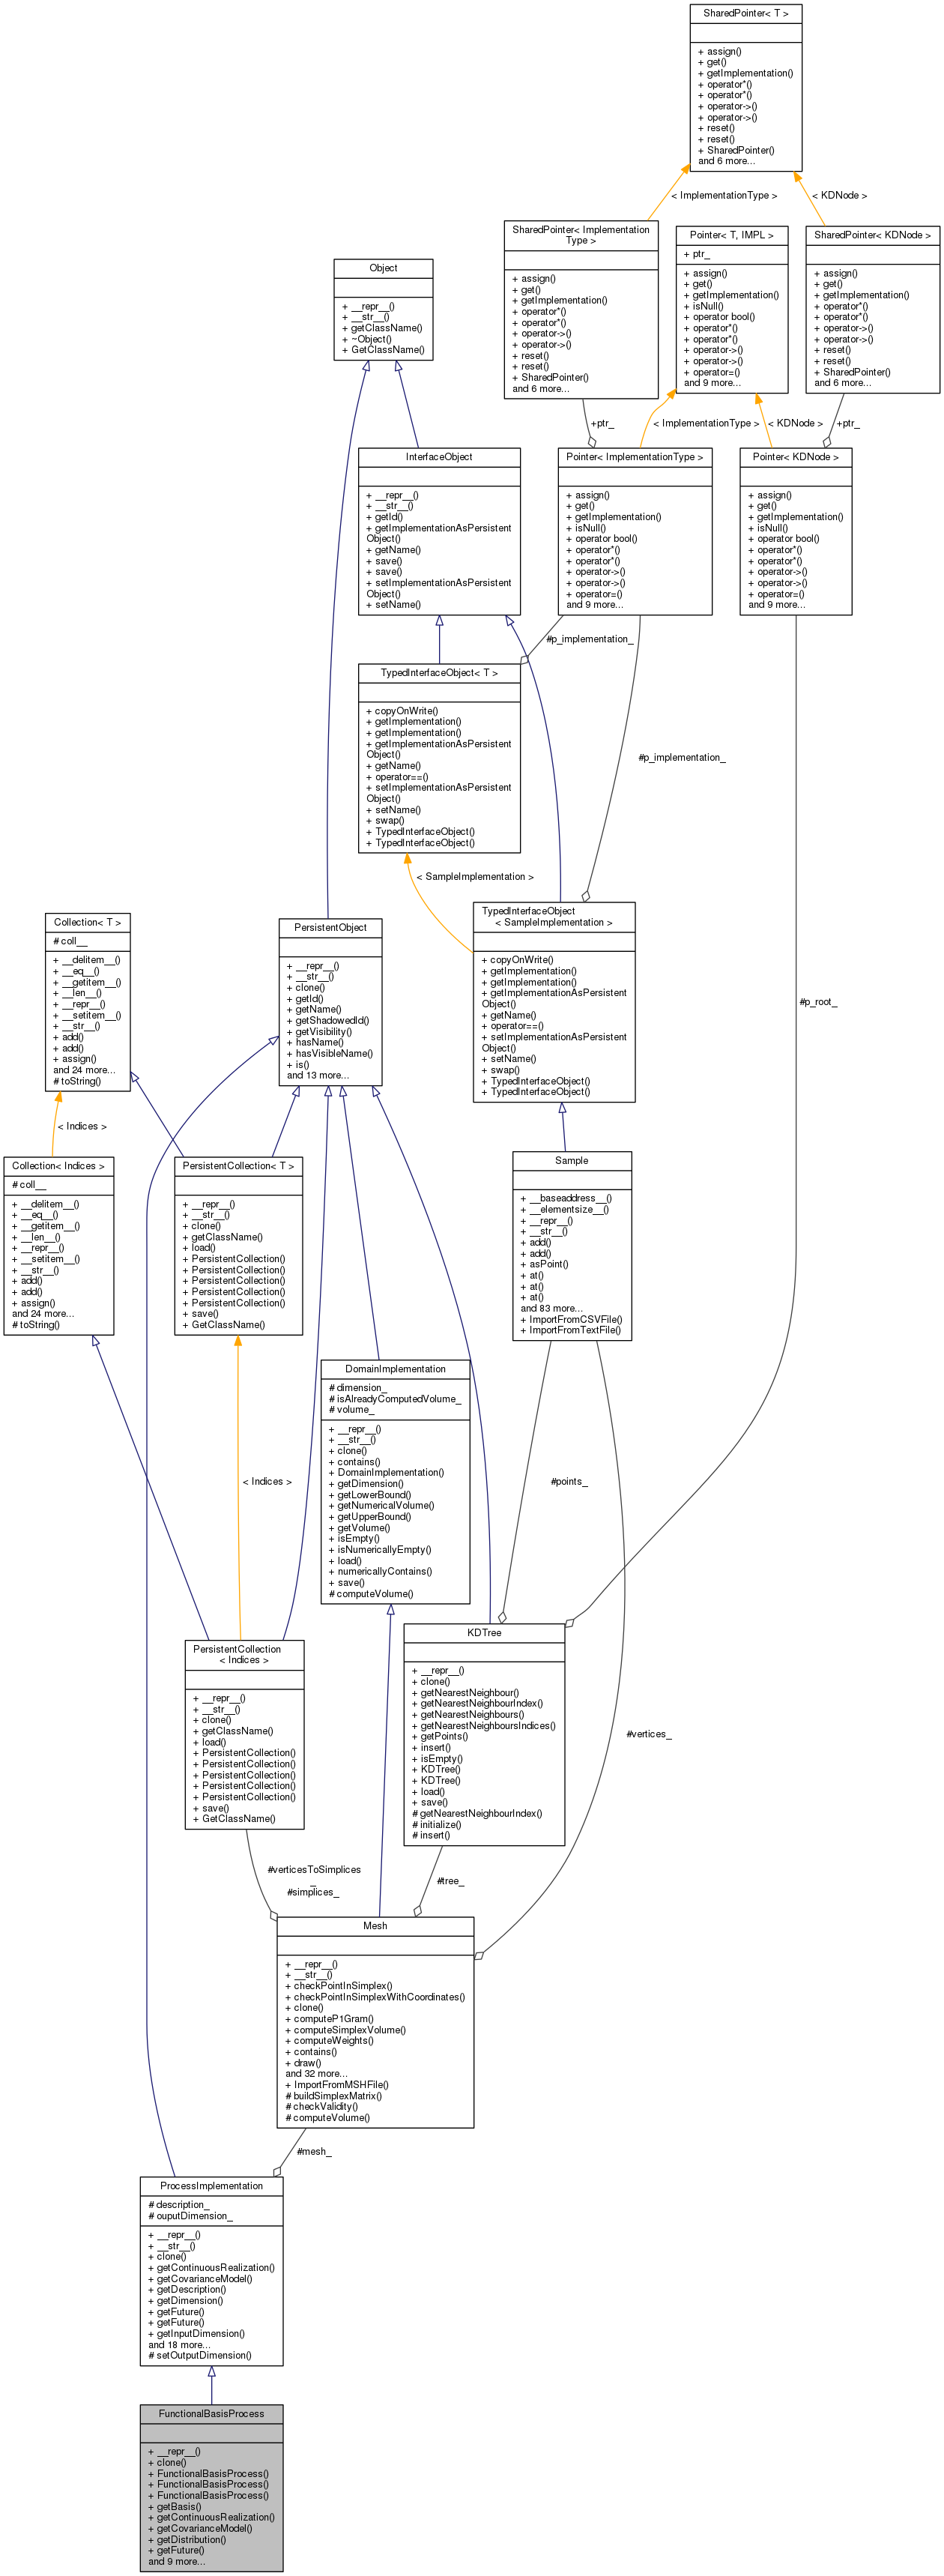 SharedPointer< T >
+ assign()
+ get()
+ getImplementation()
+ operator*()
+ operator*()
+ operator->()
+ operator->()
+ reset()
+ reset()
+ SharedPointer()
and 6 more...
< ImplementationType >
< KDNode >
SharedPointer< Implementation
Type >
+ assign()
+ get()
+ getImplementation()
+ operator*()
+ operator*()
+ operator->()
+ operator->()
+ reset()
+ reset()
+ SharedPointer()
and 6 more...
Pointer< T, IMPL >
+ ptr_
+ assign()
+ get()
+ getImplementation()
+ isNull()
+ operator bool()
+ operator*()
+ operator*()
+ operator->()
+ operator->()
+ operator=()
and 9 more...
SharedPointer< KDNode >
+ assign()
+ get()
+ getImplementation()
+ operator*()
+ operator*()
+ operator->()
+ operator->()
+ reset()
+ reset()
+ SharedPointer()
and 6 more...
Object
+ __repr__()
+ __str__()
+ getClassName()
+ ~Object()
+ GetClassName()
+ptr_
< ImplementationType >
< KDNode >
+ptr_
InterfaceObject
+ __repr__()
+ __str__()
+ getId()
+ getImplementationAsPersistent
Object()
+ getName()
+ save()
+ save()
+ setImplementationAsPersistent
Object()
+ setName()
Pointer< ImplementationType >
+ assign()
+ get()
+ getImplementation()
+ isNull()
+ operator bool()
+ operator*()
+ operator*()
+ operator->()
+ operator->()
+ operator=()
and 9 more...
Pointer< KDNode >
+ assign()
+ get()
+ getImplementation()
+ isNull()
+ operator bool()
+ operator*()
+ operator*()
+ operator->()
+ operator->()
+ operator=()
and 9 more...
#p_implementation_
TypedInterfaceObject< T >
+ copyOnWrite()
+ getImplementation()
+ getImplementation()
+ getImplementationAsPersistent
Object()
+ getName()
+ operator==()
+ setImplementationAsPersistent
Object()
+ setName()
+ swap()
+ TypedInterfaceObject()
+ TypedInterfaceObject()
#p_implementation_
< SampleImplementation >
#p_root_
Collection< T >
# coll__
+ __delitem__()
+ __eq__()
+ __getitem__()
+ __len__()
+ __repr__()
+ __setitem__()
+ __str__()
+ add()
+ add()
+ assign()
and 24 more...
# toString()
PersistentObject
+ __repr__()
+ __str__()
+ clone()
+ getId()
+ getName()
+ getShadowedId()
+ getVisibility()
+ hasName()
+ hasVisibleName()
+ is()
and 13 more...
TypedInterfaceObject
< SampleImplementation >
+ copyOnWrite()
+ getImplementation()
+ getImplementation()
+ getImplementationAsPersistent
Object()
+ getName()
+ operator==()
+ setImplementationAsPersistent
Object()
+ setName()
+ swap()
+ TypedInterfaceObject()
+ TypedInterfaceObject()
< Indices >
Collection< Indices >
# coll__
+ __delitem__()
+ __eq__()
+ __getitem__()
+ __len__()
+ __repr__()
+ __setitem__()
+ __str__()
+ add()
+ add()
+ assign()
and 24 more...
# toString()
PersistentCollection< T >
+ __repr__()
+ __str__()
+ clone()
+ getClassName()
+ load()
+ PersistentCollection()
+ PersistentCollection()
+ PersistentCollection()
+ PersistentCollection()
+ PersistentCollection()
+ save()
+ GetClassName()
Sample
+ __baseaddress__()
+ __elementsize__()
+ __repr__()
+ __str__()
+ add()
+ add()
+ asPoint()
+ at()
+ at()
+ at()
and 83 more...
+ ImportFromCSVFile()
+ ImportFromTextFile()
DomainImplementation
# dimension_
# isAlreadyComputedVolume_
# volume_
+ __repr__()
+ __str__()
+ clone()
+ contains()
+ DomainImplementation()
+ getDimension()
+ getLowerBound()
+ getNumericalVolume()
+ getUpperBound()
+ getVolume()
+ isEmpty()
+ isNumericallyEmpty()
+ load()
+ numericallyContains()
+ save()
# computeVolume()
< Indices >
#points_
PersistentCollection
< Indices >
+ __repr__()
+ __str__()
+ clone()
+ getClassName()
+ load()
+ PersistentCollection()
+ PersistentCollection()
+ PersistentCollection()
+ PersistentCollection()
+ PersistentCollection()
+ save()
+ GetClassName()
KDTree
+ __repr__()
+ clone()
+ getNearestNeighbour()
+ getNearestNeighbourIndex()
+ getNearestNeighbours()
+ getNearestNeighboursIndices()
+ getPoints()
+ insert()
+ isEmpty()
+ KDTree()
+ KDTree()
+ load()
+ save()
# getNearestNeighbourIndex()
# initialize()
# insert()
#vertices_
#verticesToSimplices
_
#simplices_
#tree_
Mesh
+ __repr__()
+ __str__()
+ checkPointInSimplex()
+ checkPointInSimplexWithCoordinates()
+ clone()
+ computeP1Gram()
+ computeSimplexVolume()
+ computeWeights()
+ contains()
+ draw()
and 32 more...
+ ImportFromMSHFile()
# buildSimplexMatrix()
# checkValidity()
# computeVolume()
#mesh_
ProcessImplementation
# description_
# ouputDimension_
+ __repr__()
+ __str__()
+ clone()
+ getContinuousRealization()
+ getCovarianceModel()
+ getDescription()
+ getDimension()
+ getFuture()
+ getFuture()
+ getInputDimension()
and 18 more...
# setOutputDimension()
FunctionalBasisProcess
+ __repr__()
+ clone()
+ FunctionalBasisProcess()
+ FunctionalBasisProcess()
+ FunctionalBasisProcess()
+ getBasis()
+ getContinuousRealization()
+ getCovarianceModel()
+ getDistribution()
+ getFuture()
and 9 more...